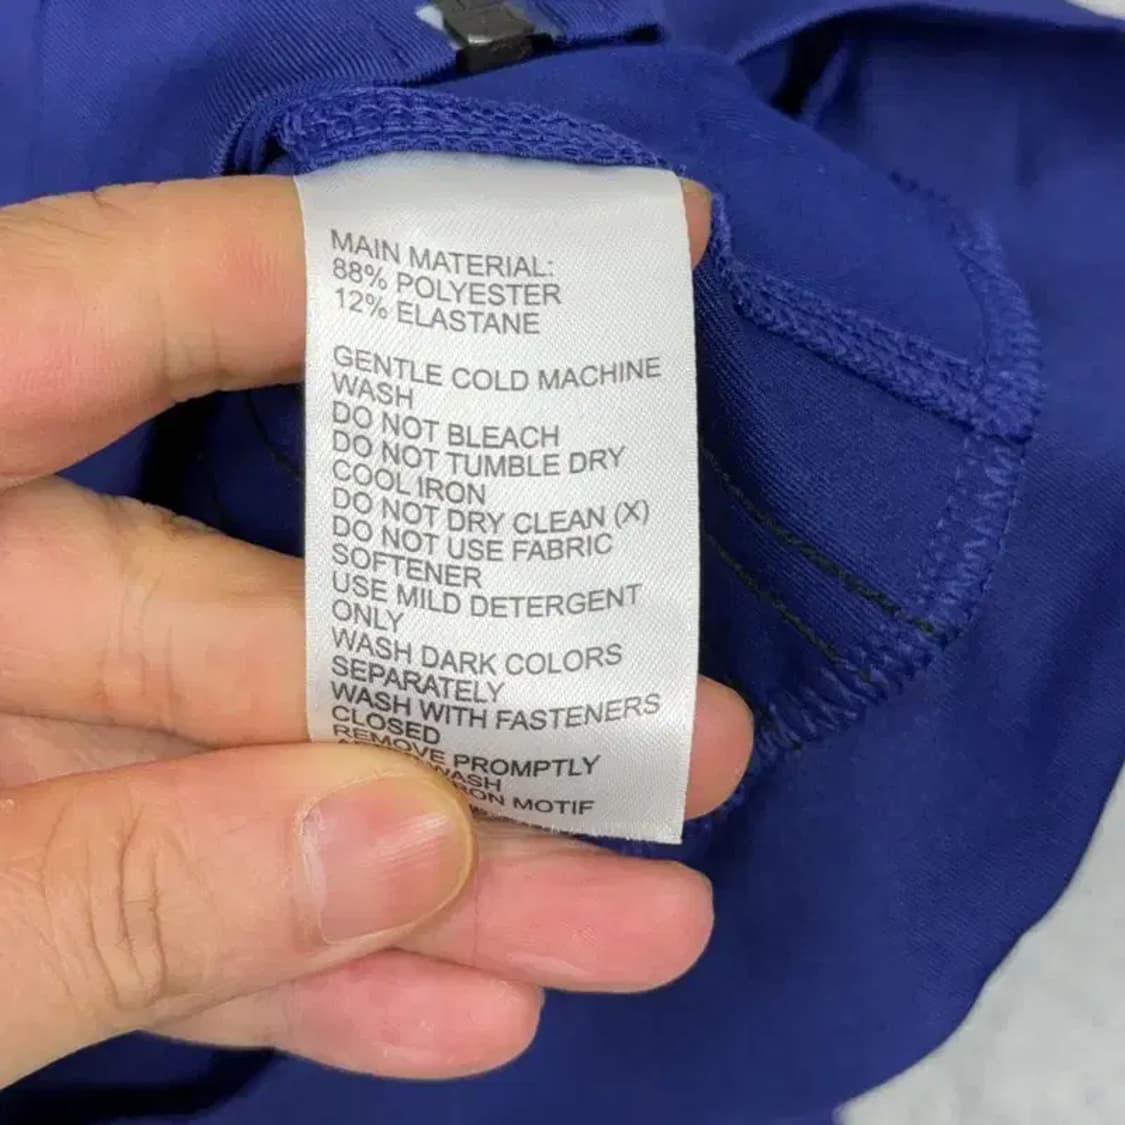 MAIN MATERIAL:
88% POLYESTER
12% ELASTANE
GENTLE COLD MACHINE
WASH
DO NOT BLEACH
DO NOT TUMBLE DRY
COOL IRON
DO NOT DRY CLEAN (X)
DO NOT USE FABRIC
SOFTENER
USE MILD DETERGENT
ONLY
WASH DARK COLORS
SEPARATELY
WASH WITH FASTENERS
CLOSED
REMOVE PROMPTLY
WASH
MOTIF